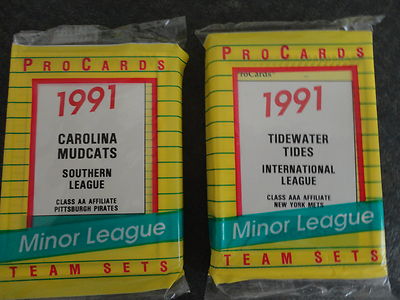 PROCARDS
1991
CAROLINA
MUDCATS
SOUTHERN
LEAGUE
CLASS AA AFFILIATE
PITTSBURGH PIRATES
Minor League
TEAM SETS
PROCARDS
ProCards
1991
TIDEWATER
TIDES
INTERNATIONAL
LEAGUE
CLASS AAA AFFILIATE
NEW YORK METS
Minor League
TEAM SETS